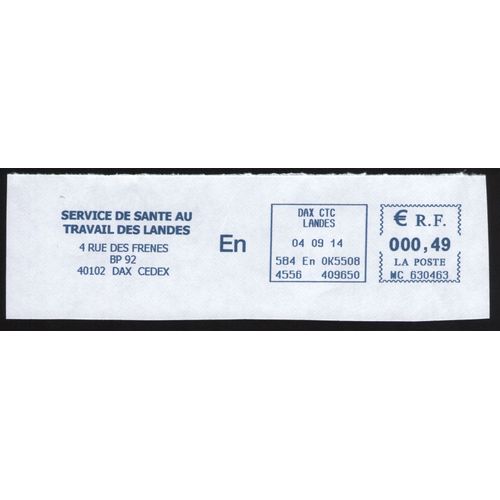 SERVICE DE SANTE AU
TRAVAIL DES LANDES
4 RUE DES FRENES
BP 92
40102 DAX CEDEX
En
DAX CTC
LANDES
04 09 14
584 En 0K5508
4556 409650
€ R.F.
000,49
LA POSTE
MC 630463